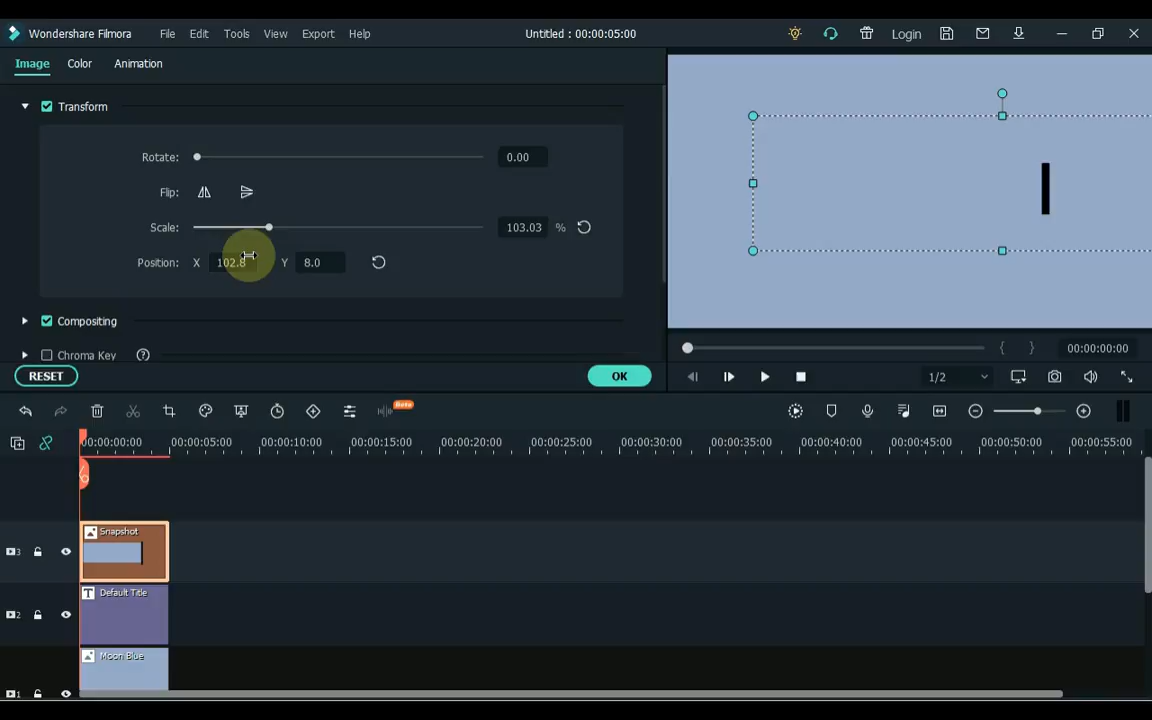 Wondershare Filmora File Edit Tools View Export Help Untitled : 00:00:05:00 Login
Image Color Animation
Transform
Rotate: 0.00
Flip:
Scale: 103.03 %
Position: X 102.8 Y 8.0
Compositing
Chroma Key
RESET OK
00:00:00:00
1/2
Beta
00:00:00:00 00:00:05:00 00:00:10:00 00:00:15:00 00:00:20:00 00:00:25:00 00:00:30:00 00:00:35:00 00:00:40:00 00:00:45:00 00:00:50:00 00:00:55:00
Snapshot
3
Default Title
2
Moon Blue
1